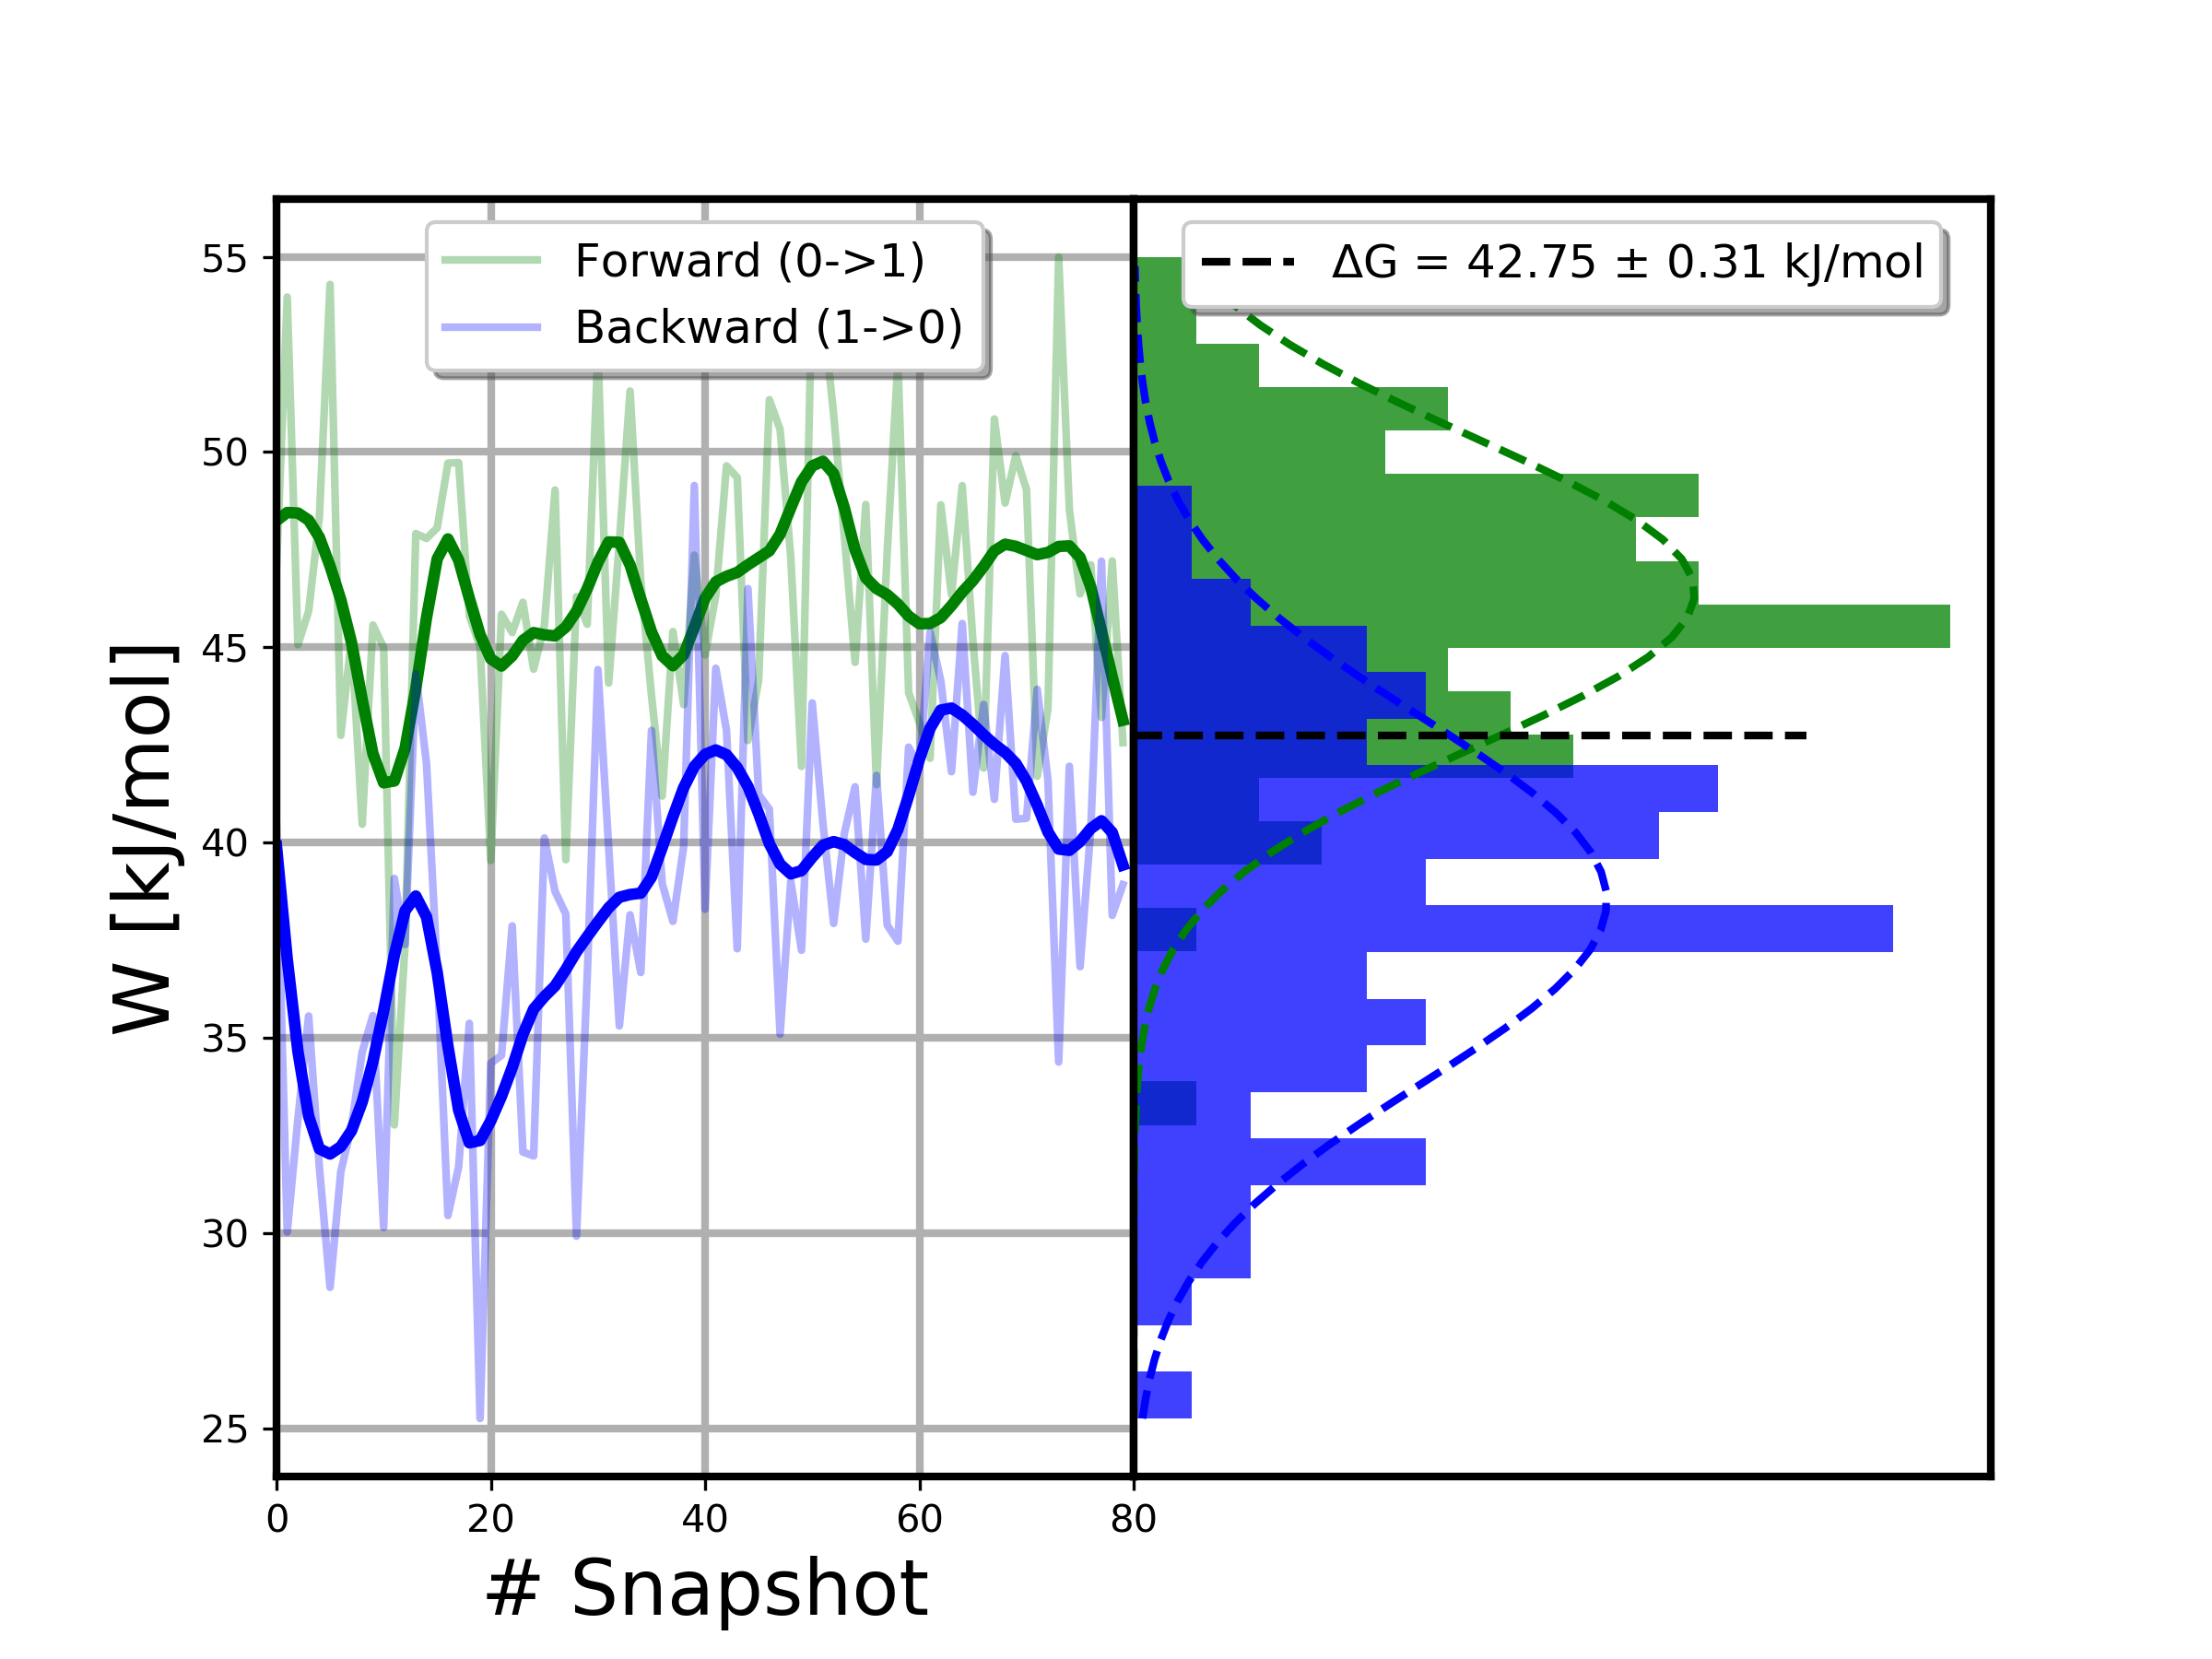 Forward (0->1)
Backward (1->0)
ΔG = 42.75 ± 0.31 kJ/mol
W [kJ/mol]
55
50
45
40
35
30
25
0
20
40
60
80
# Snapshot